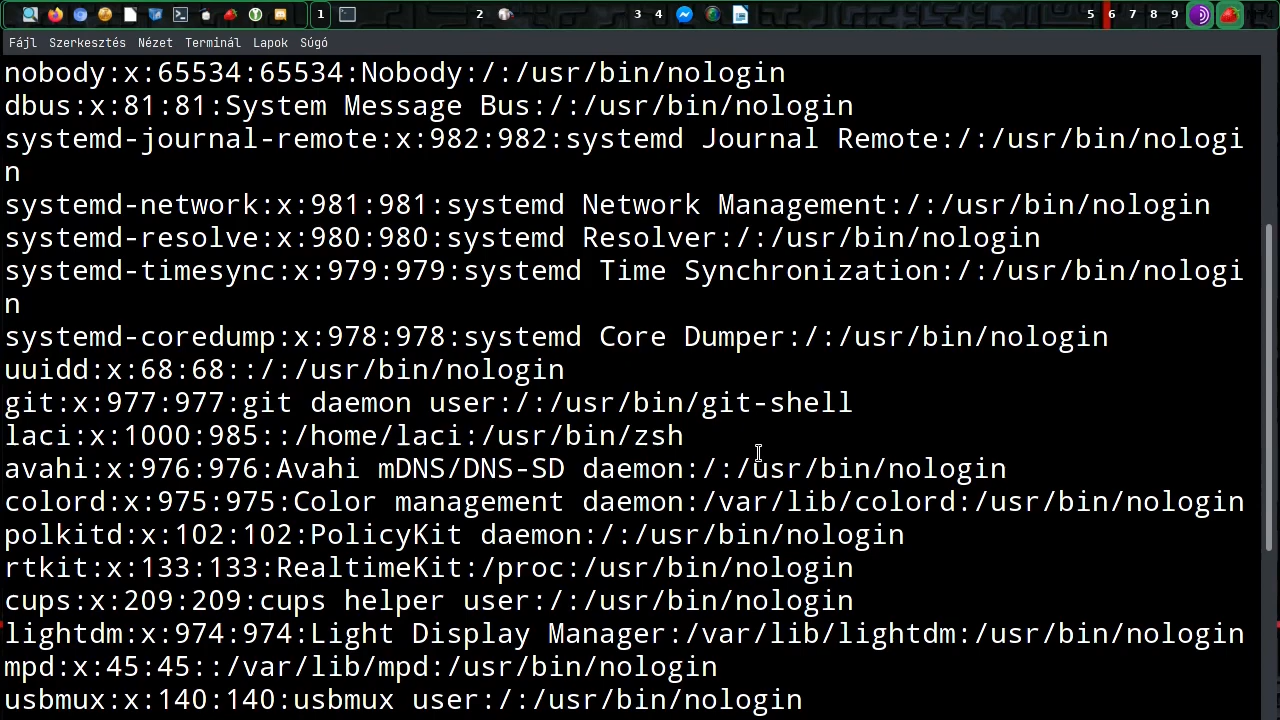 1 2 3 4 5 6 7 8 9
Fájl Szerkesztés Nézet Terminál Lapok Súgó
nobody:x:65534:65534:Nobody:/:/usr/bin/nologin
dbus:x:81:81:System Message Bus:/:/usr/bin/nologin
systemd-journal-remote:x:982:982:systemd Journal Remote:/:/usr/bin/nologi
n
systemd-network:x:981:981:systemd Network Management:/:/usr/bin/nologin
systemd-resolve:x:980:980:systemd Resolver:/:/usr/bin/nologin
systemd-timesync:x:979:979:systemd Time Synchronization:/:/usr/bin/nologi
n
systemd-coredump:x:978:978:systemd Core Dumper:/:/usr/bin/nologin
uuidd:x:68:68::/:/usr/bin/nologin
git:x:977:977:git daemon user:/:/usr/bin/git-shell
laci:x:1000:985::/home/laci:/usr/bin/zsh
avahi:x:976:976:Avahi mDNS/DNS-SD daemon:/:/usr/bin/nologin
colord:x:975:975:Color management daemon:/var/lib/colord:/usr/bin/nologin
polkitd:x:102:102:PolicyKit daemon:/:/usr/bin/nologin
rtkit:x:133:133:RealtimeKit:/proc:/usr/bin/nologin
cups:x:209:209:cups helper user:/:/usr/bin/nologin
lightdm:x:974:974:Light Display Manager:/var/lib/lightdm:/usr/bin/nologin
mpd:x:45:45::/var/lib/mpd:/usr/bin/nologin
usbmux:x:140:140:usbmux user:/:/usr/bin/nologin